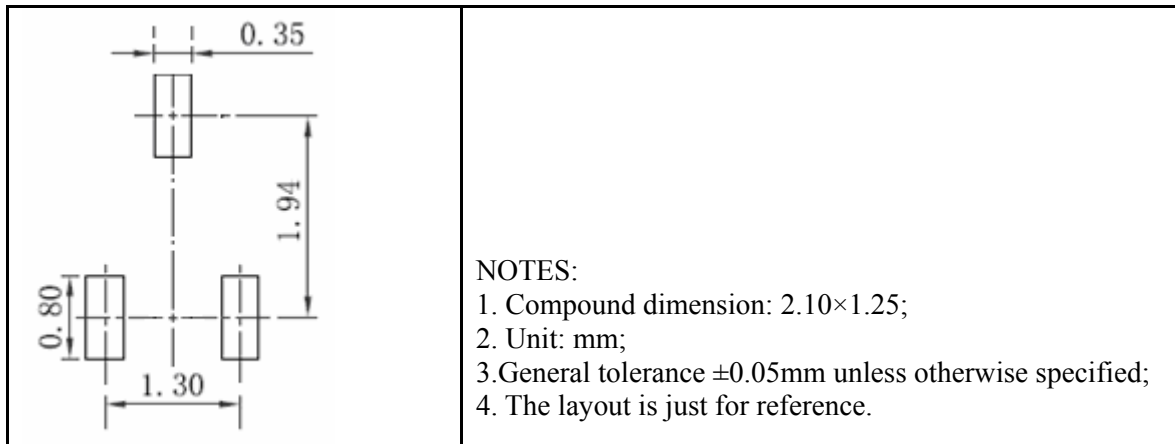 0. 35
1. 94
0. 80
1. 30
NOTES:
1. Compound dimension: 2.10×1.25;
2. Unit: mm;
3.General tolerance ±0.05mm unless otherwise specified;
4. The layout is just for reference.